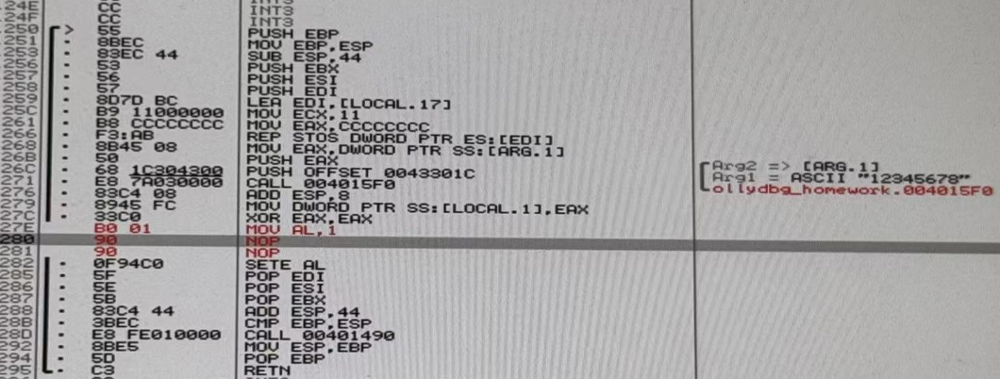 24E CC INT3
24F CC INT3
250 > 55 PUSH EBP
251 . 8BEC MOV EBP,ESP
253 . 83EC 44 SUB ESP,44
256 . 53 PUSH EBX
257 . 56 PUSH ESI
258 . 57 PUSH EDI
259 . 8D7D BC LEA EDI,[LOCAL.17]
25C . B9 11000000 MOV ECX,11
261 . B8 CCCCCCCC MOV EAX,CCCCCCCC
266 . F3:AB REP STOS DWORD PTR ES:[EDI]
268 . 8B45 08 MOV EAX,DWORD PTR SS:[ARG.1]
26B . 50 PUSH EAX ┌Arg2 => [ARG.1]
26C . 68 1C304300 PUSH OFFSET 0043301C │Arg1 = ASCII "12345678"
271 . E8 7A030000 CALL 004015F0 └ollydbg_homework.004015F0
276 . 83C4 08 ADD ESP,8
279 . 8945 FC MOV DWORD PTR SS:[LOCAL.1],EAX
27C . 33C0 XOR EAX,EAX
27E B0 01 MOV AL,1
280 90 NOP
281 90 NOP
282 . 0F94C0 SETE AL
285 . 5F POP EDI
286 . 5E POP ESI
287 . 5B POP EBX
288 . 83C4 44 ADD ESP,44
28B . 3BEC CMP EBP,ESP
28D . E8 FE010000 CALL 00401490
292 . 8BE5 MOV ESP,EBP
294 . 5D POP EBP
295 . C3 RETN